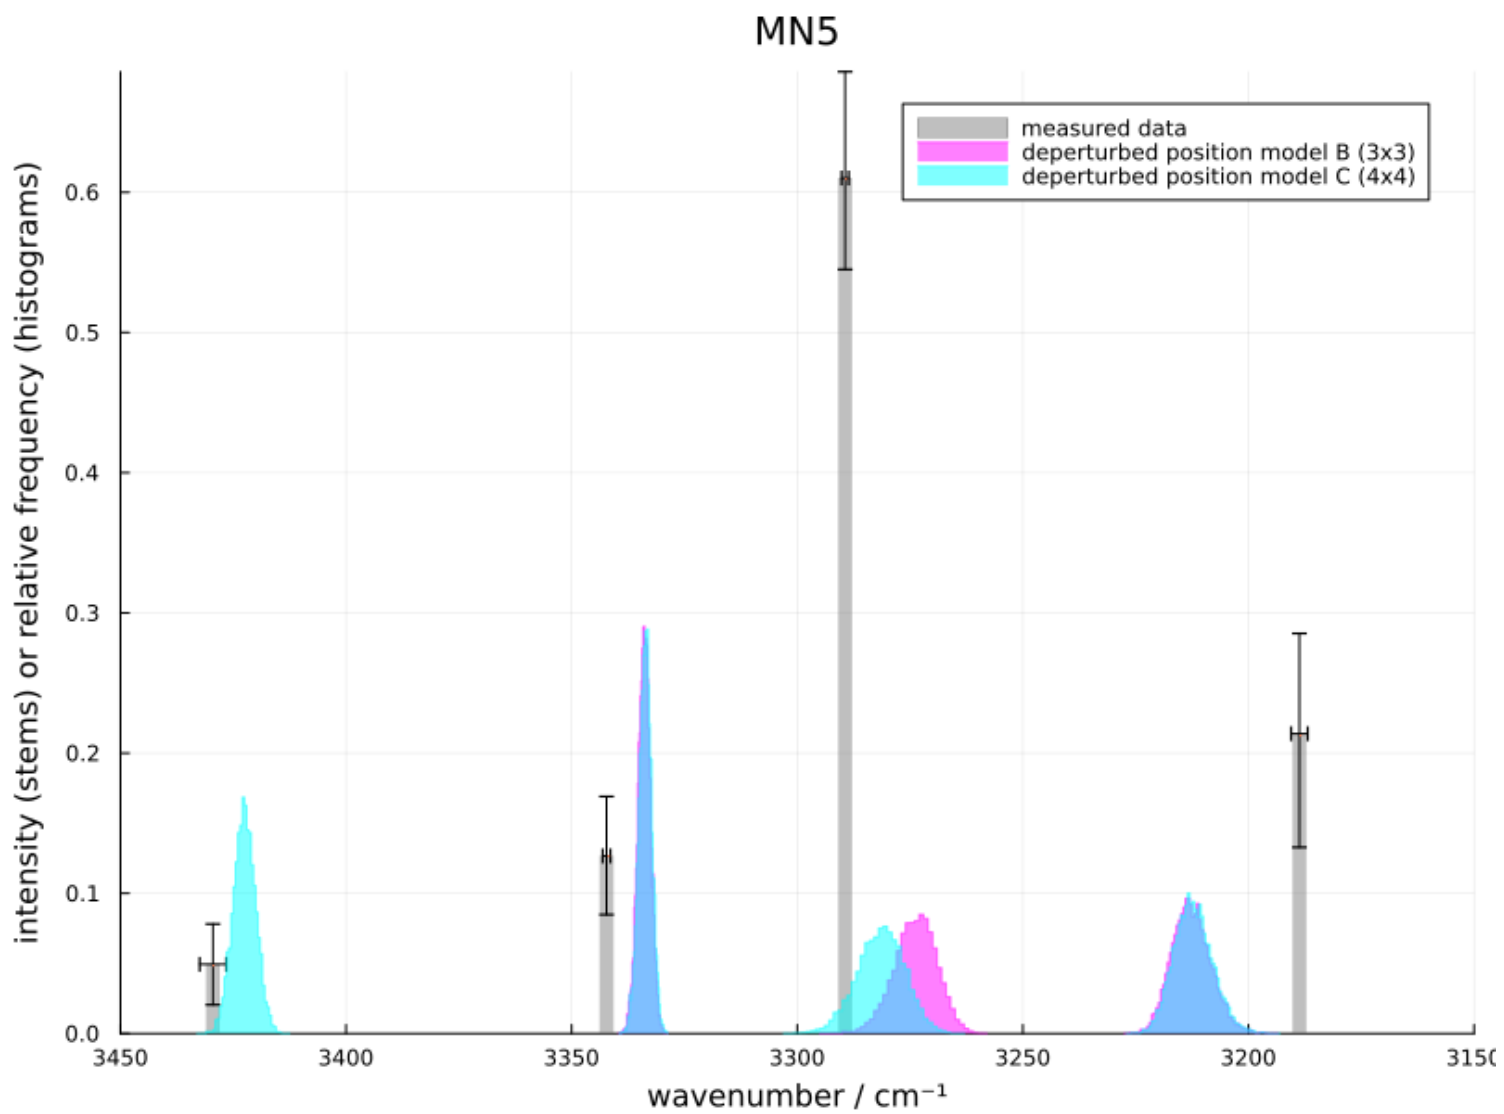 MN5
measured data
deperturbed position model B (3x3)
deperturbed position model C (4x4)
intensity (stems) or relative frequency (histograms)
0.6
0.5
0.4
0.3
0.2
0.1
0.0
3450 3400 3350 3300 3250 3200 3150
wavenumber / cm⁻¹